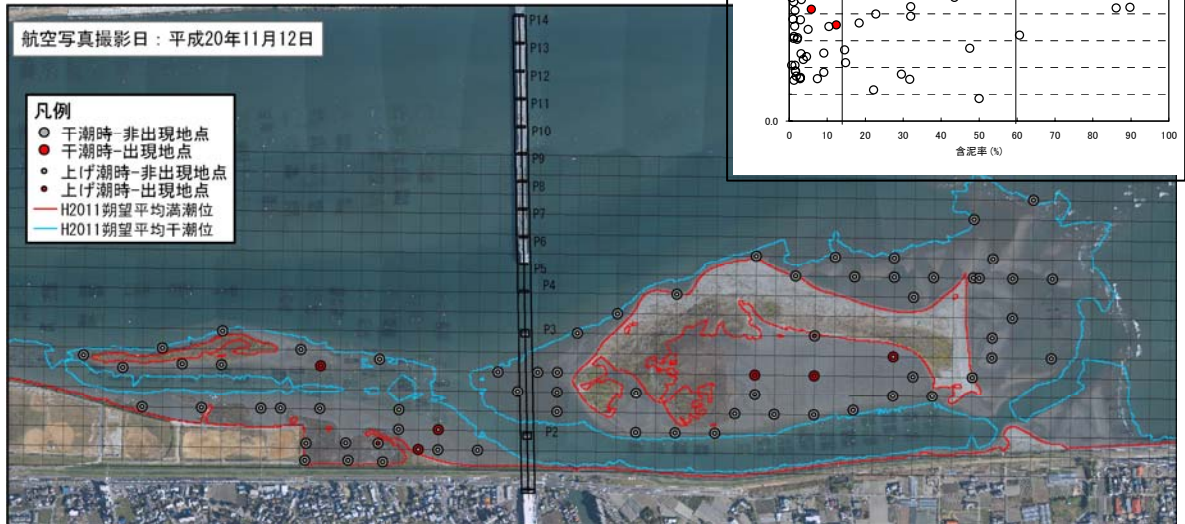 航空写真撮影日：平成20年11月12日
凡例
干潮時-非出現地点
干潮時-出現地点
上げ潮時-非出現地点
上げ潮時-出現地点
H2011朔望平均満潮位
H2011朔望平均干潮位
P14
P13
P12
P11
P10
P9
P8
P7
P6
P5
P4
P3
P2
0.0
0 10 20 30 40 50 60 70 80 90 100
含泥率(%)